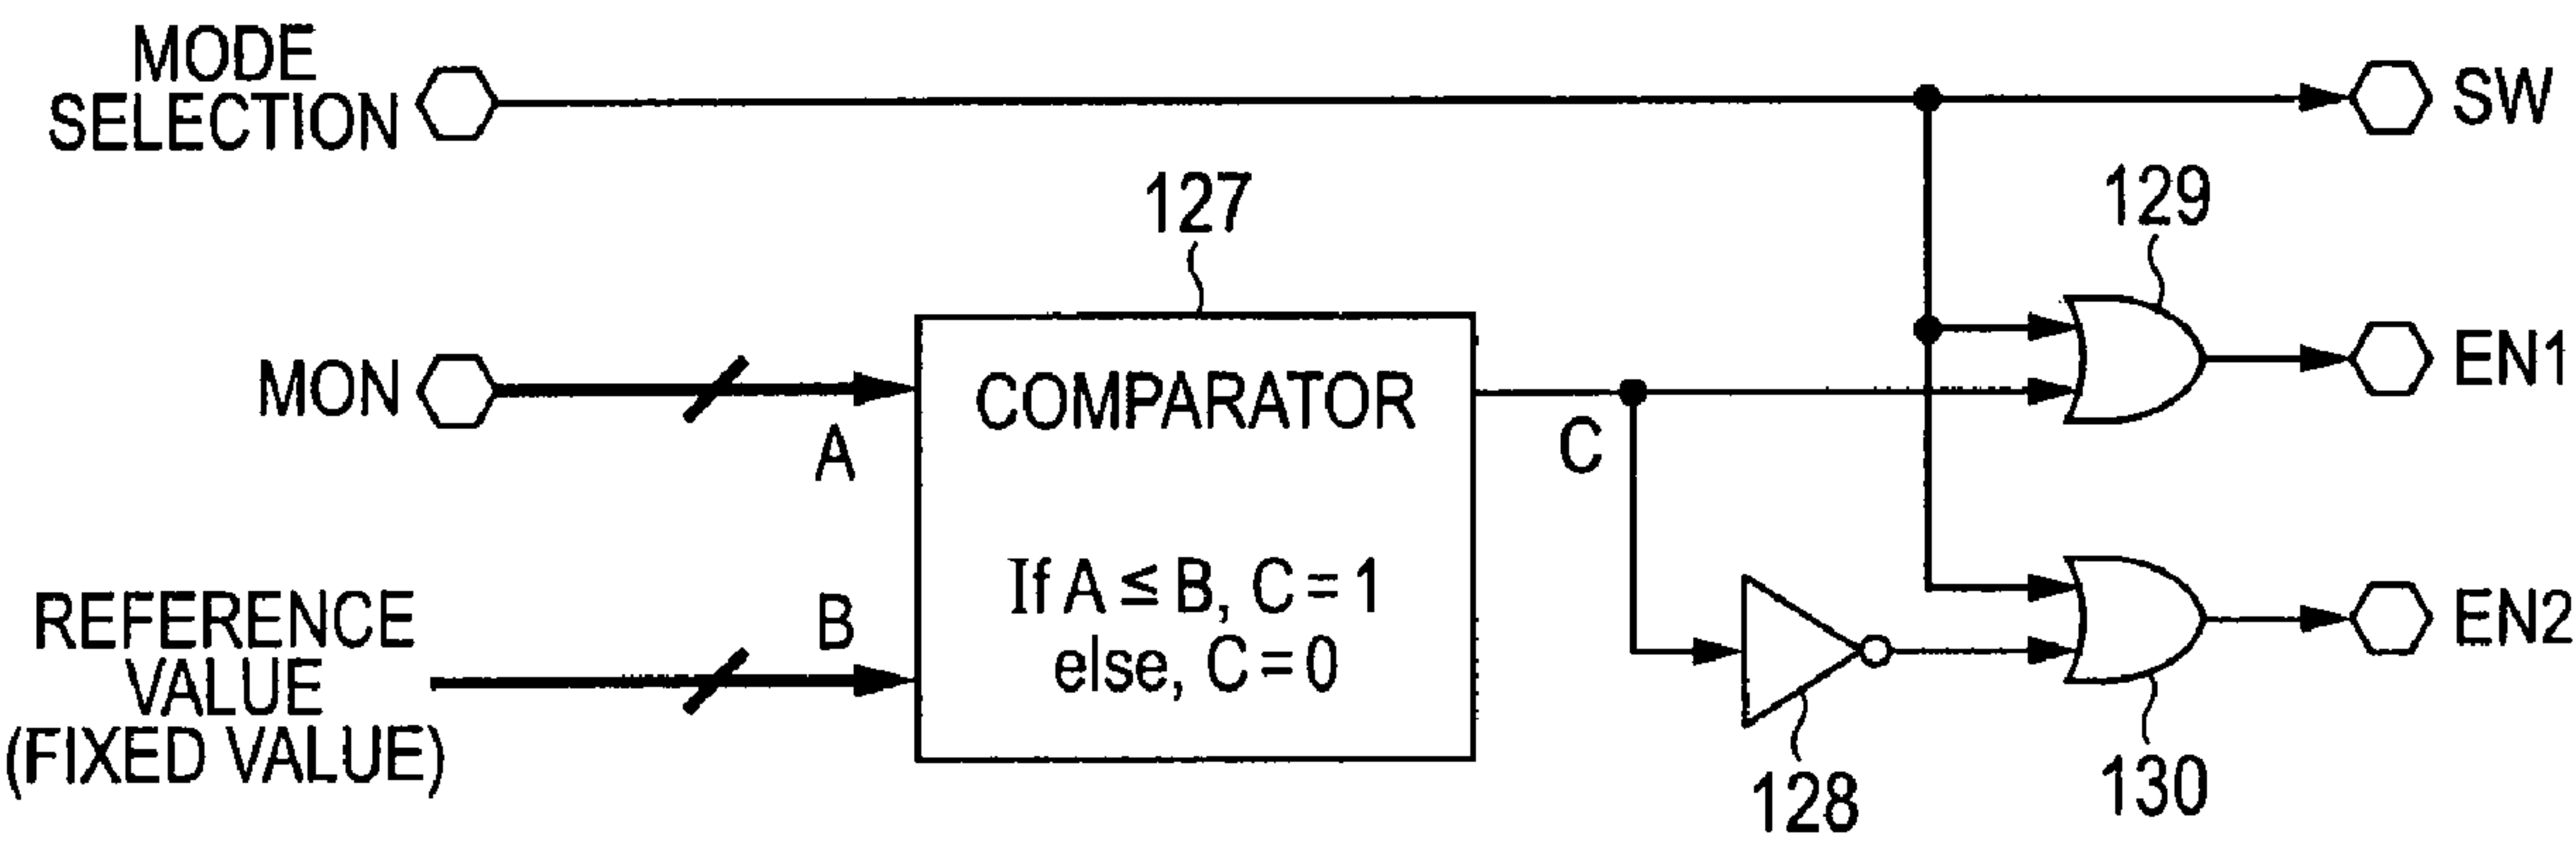 MODE
SELECTION
SW
127
129
MON
A
COMPARATOR
C
EN1
REFERENCE
VALUE
(FIXED VALUE)
B
If A ≤ B, C = 1
else, C = 0
EN2
128
130